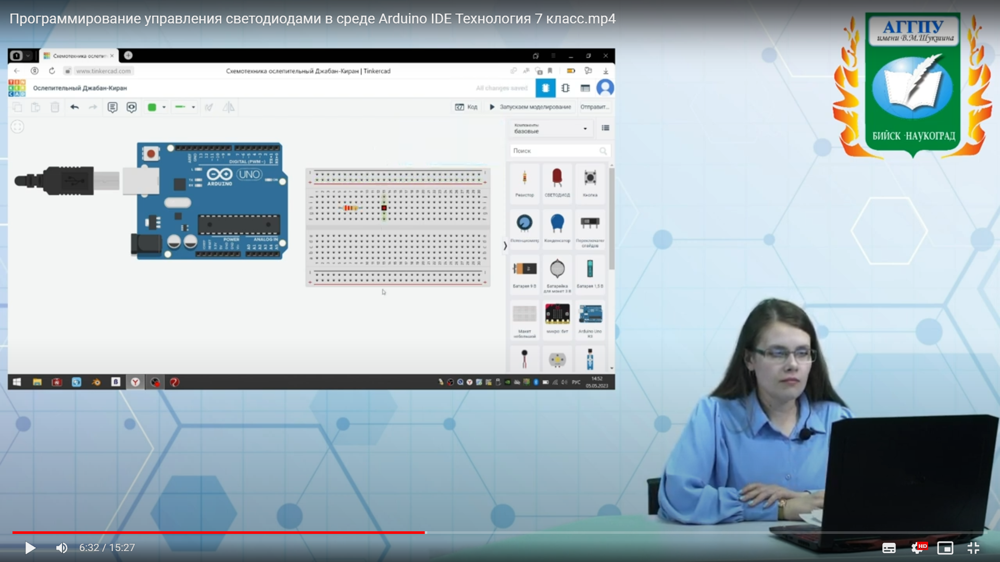 Программирование управления светодиодами в среде Arduino IDE Технология 7 класс.mp4
АГГПУ
имени В.М.Шукшина
БИЙСК · НАУКОГРАД
Схемотехника ослепит
www.tinkercad.com
Схемотехника ослепительный Джабан-Киран | Tinkercad
TIN
KER
CAD
Ослепительный Джабан-Киран
All changes saved
Код
Запускаем моделирование
Отправит...
Компоненты
базовые
Поиск
DIGITAL (PWM ~)
UNO
ARDUINO
POWER
ANALOG IN
Резистор
СВЕТОДИОД
Кнопка
Потенциометр
Конденсатор
Переключател
слайдов
Батарея 9 В
Батарейка
для монет 3 В
Батарея 1,5 В
Макет
небольшой
микро: бит
Arduino Uno
R3
РУС
14:52
05.05.2023
6:32 / 15:27
HD